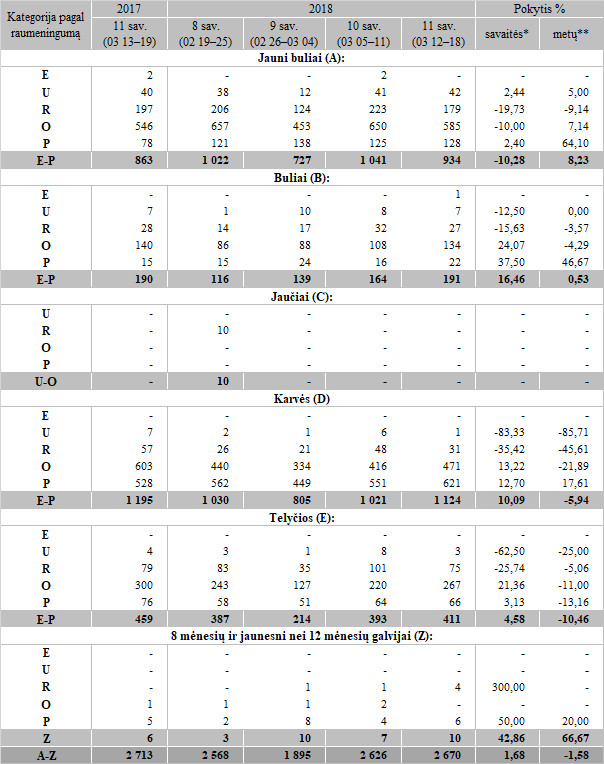 Kategorija pagal raumeningumą 2017 2018 Pokytis %
11 sav. (03 13–19) 8 sav. (02 19–25) 9 sav. (02 26–03 04) 10 sav. (03 05–11) 11 sav. (03 12–18) savaitės* metų**
Jauni buliai (A):
E 2 - - 2 - - -
U 40 38 12 41 42 2,44 5,00
R 197 206 124 223 179 -19,73 -9,14
O 546 657 453 650 585 -10,00 7,14
P 78 121 138 125 128 2,40 64,10
E-P 863 1 022 727 1 041 934 -10,28 8,23
Buliai (B):
E - - - - 1 - -
U 7 1 10 8 7 -12,50 0,00
R 28 14 17 32 27 -15,63 -3,57
O 140 86 88 108 134 24,07 -4,29
P 15 15 24 16 22 37,50 46,67
E-P 190 116 139 164 191 16,46 0,53
Jaučiai (C):
U - - - - - - -
R - 10 - - - - -
O - - - - - - -
P - - - - - - -
U-O - 10 - - - - -
Karvės (D)
E - - - - - - -
U 7 2 1 6 1 -83,33 -85,71
R 57 26 21 48 31 -35,42 -45,61
O 603 440 334 416 471 13,22 -21,89
P 528 562 449 551 621 12,70 17,61
E-P 1 195 1 030 805 1 021 1 124 10,09 -5,94
Telyčios (E):
E - - - - - - -
U 4 3 1 8 3 -62,50 -25,00
R 79 83 35 101 75 -25,74 -5,06
O 300 243 127 220 267 21,36 -11,00
P 76 58 51 64 66 3,13 -13,16
E-P 459 387 214 393 411 4,58 -10,46
8 mėnesių ir jaunesni nei 12 mėnesių galvijai (Z):
E - - - - - - -
U - - - - - - -
R - - 1 1 4 300,00 -
O 1 1 1 2 - - -
P 5 2 8 4 6 50,00 20,00
Z 6 3 10 7 10 42,86 66,67
A-Z 2 713 2 568 1 895 2 626 2 670 1,68 -1,58